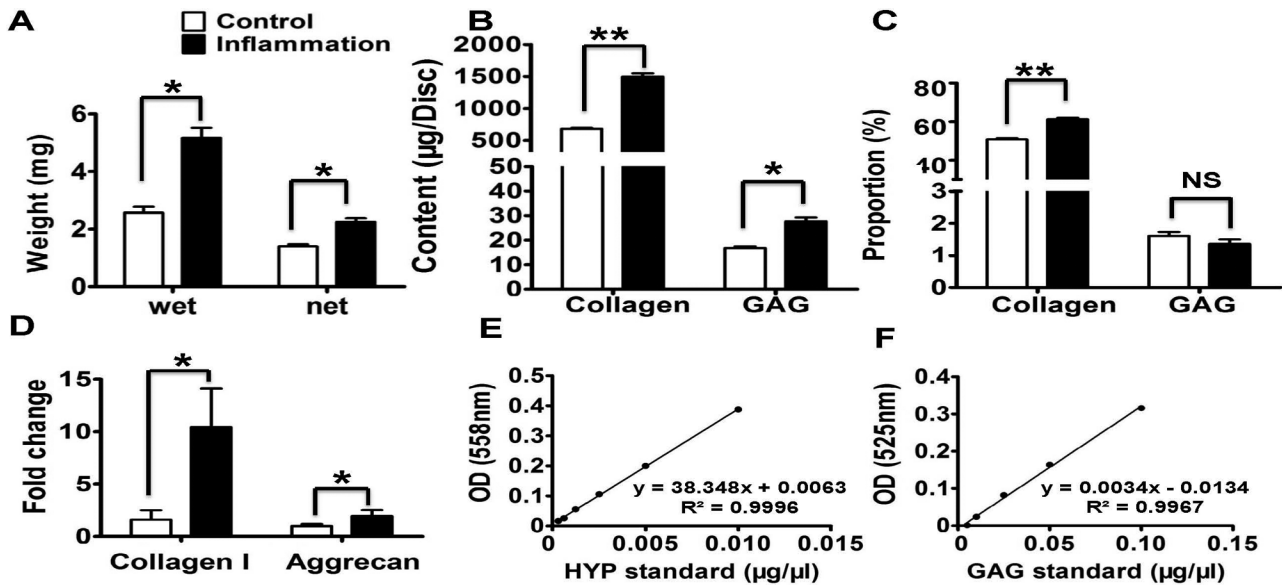 A
Control
Inflammation
Weight (mg)
6
4
2
0
*
*
wet
net
B
Content (µg/Disc)
1500
1000
500
50
40
30
20
10
0
**
*
Collagen
GAG
C
Proportion (%)
80
60
40
3
2
1
0
**
NS
Collagen
GAG
D
Fold change
15
10
5
0
*
*
Collagen I
Aggrecan
E
OD (558nm)
0.5
0.4
0.3
0.2
0.1
0
y = 38.348x + 0.0063
R² = 0.9996
0
0.005
0.010
0.015
HYP standard (µg/µl)
F
OD (525nm)
0.4
0.3
0.2
0.1
0
y = 0.0034x - 0.0134
R² = 0.9967
0
0.05
0.10
0.15
GAG standard (µg/µl)